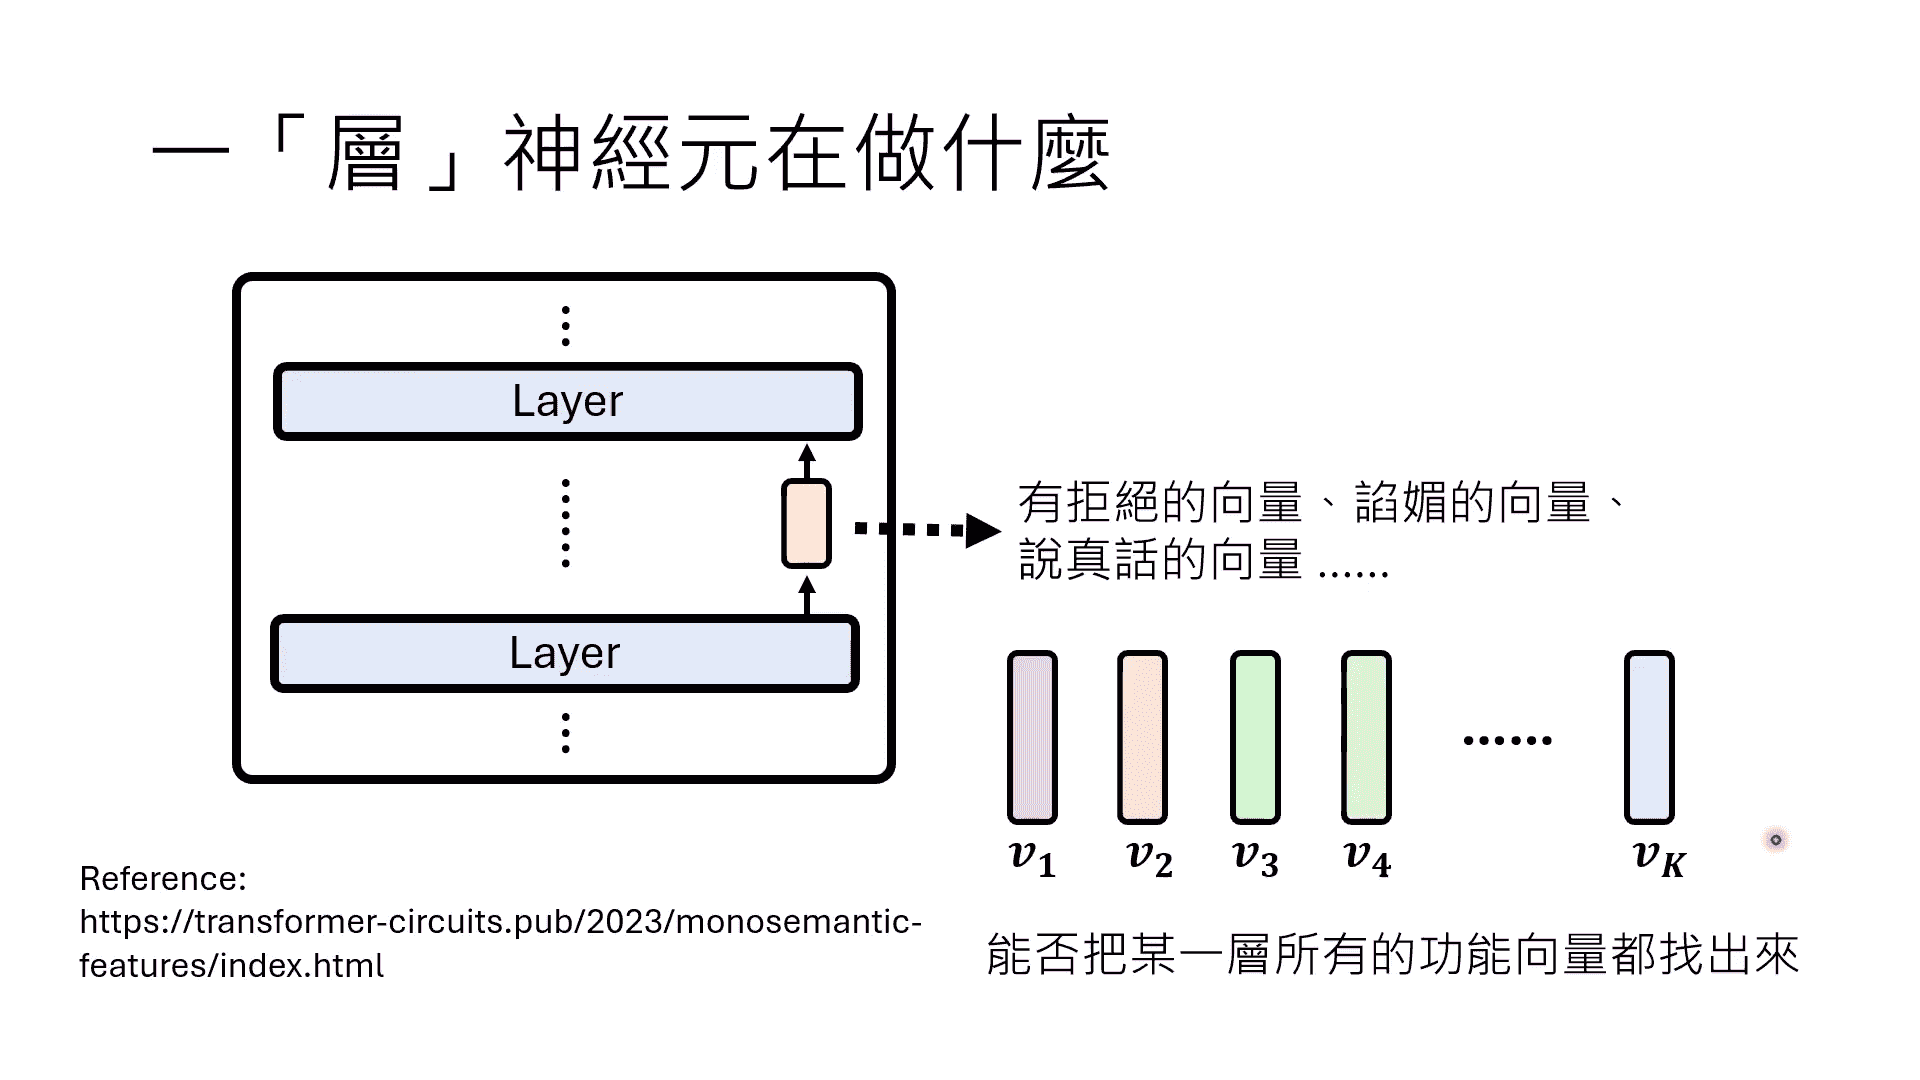 一「層」神經元在做什麼
Layer
Layer
有拒絕的向量、諂媚的向量、
說真話的向量 ......
v1 v2 v3 v4 ...... vK
能否把某一層所有的功能向量都找出來
Reference:
https://transformer-circuits.pub/2023/monosemantic-
features/index.html